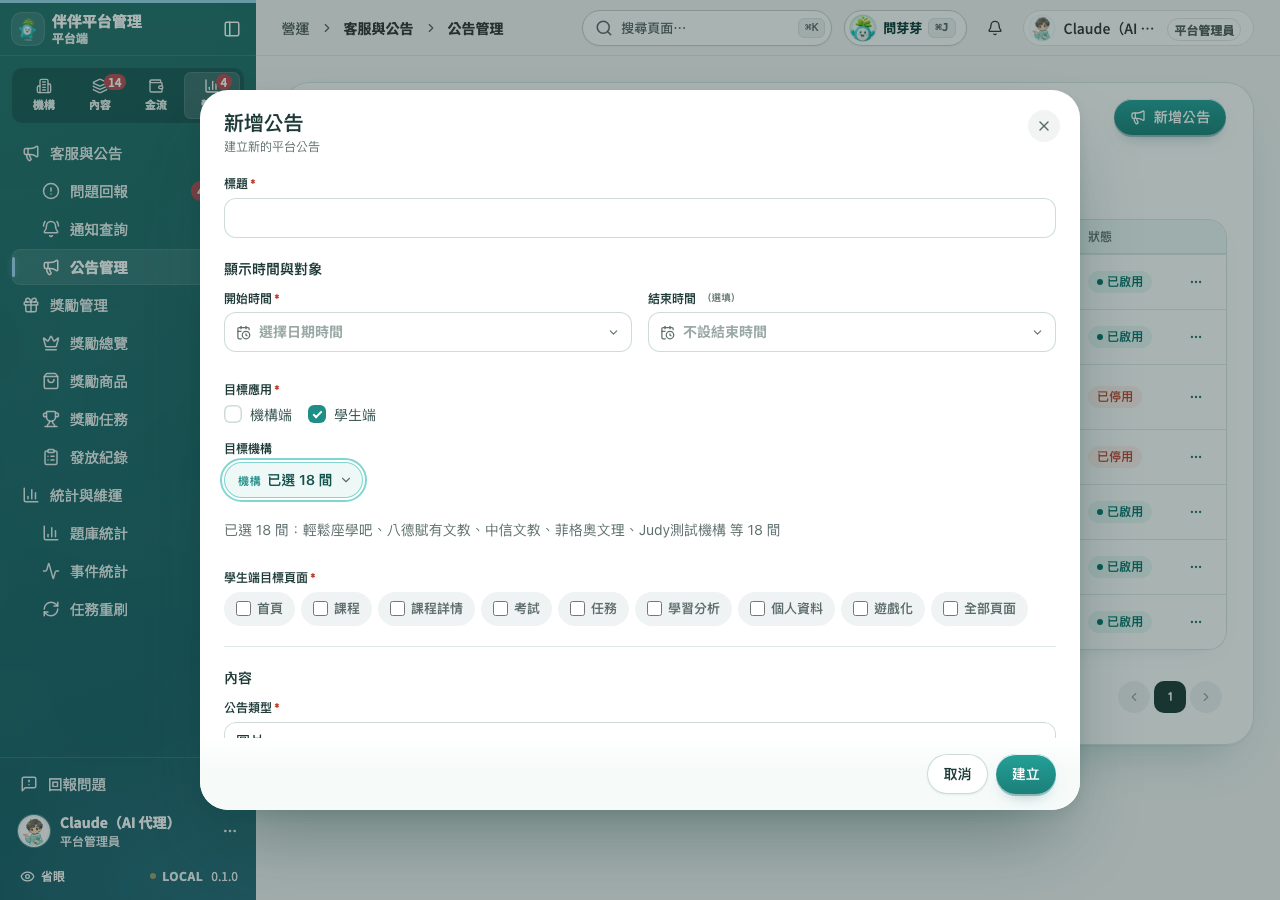 伴伴平台管理
平台端
機構
內容
14
金流
4
客服與公告
問題回報
通知查詢
公告管理
獎勵管理
獎勵總覽
獎勵商品
獎勵任務
發放紀錄
統計與維運
題庫統計
事件統計
任務重刷
回報問題
Claude（AI 代理）
平台管理員
省眼
LOCAL 0.1.0
營運 > 客服與公告 > 公告管理
搜尋頁面… ⌘K
問芽芽 ⌘J
Claude（AI ⋯ 平台管理員
新增公告
狀態
已啟用
已啟用
已停用
已停用
已啟用
已啟用
已啟用
1
新增公告
建立新的平台公告
標題 *
顯示時間與對象
開始時間 *
結束時間 （選填）
選擇日期時間
不設結束時間
目標應用 *
機構端 學生端
目標機構
機構 已選 18 間
已選 18 間：輕鬆座學吧、八德賦有文教、中信文教、菲格奧文理、Judy測試機構 等 18 間
學生端目標頁面 *
首頁 課程 課程詳情 考試 任務 學習分析 個人資料 遊戲化 全部頁面
內容
公告類型 *
取消 建立